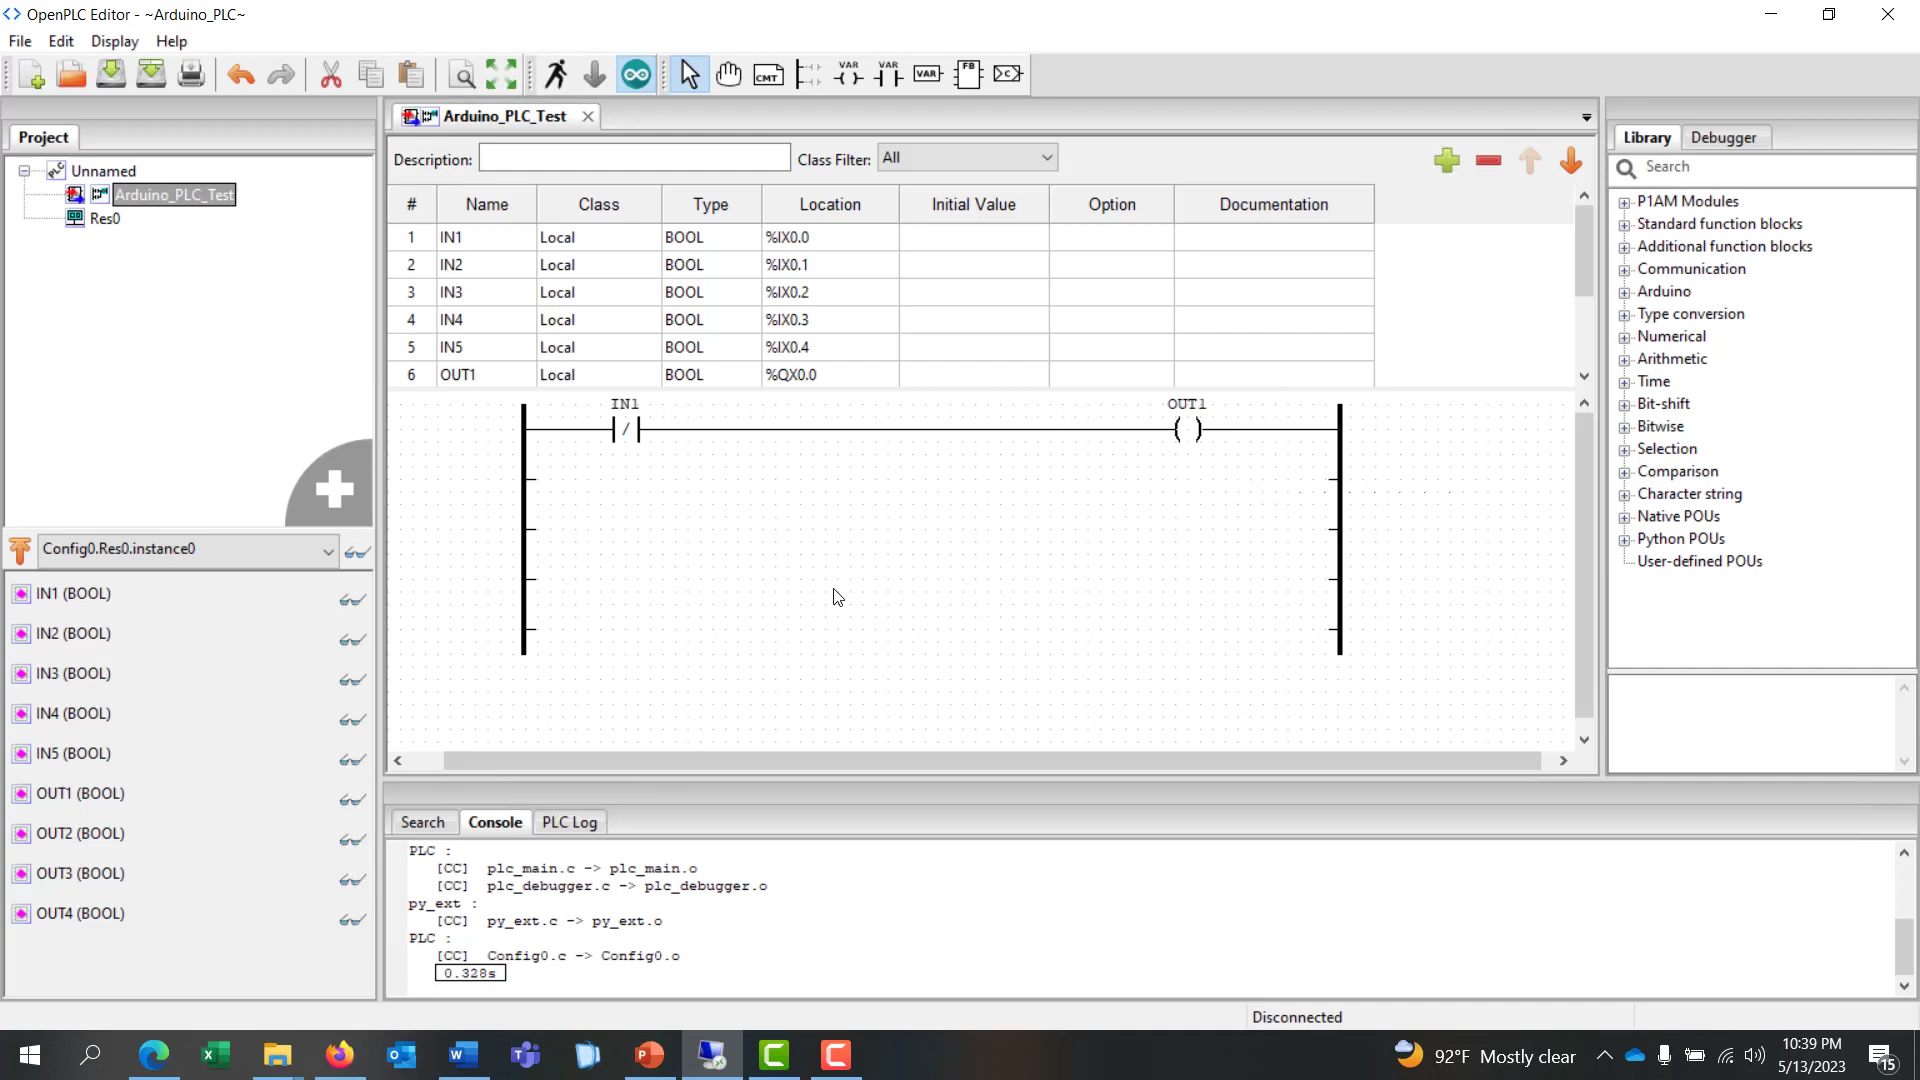 OpenPLC Editor - ~Arduino_PLC~
File Edit Display Help
CMT VAR VAR VAR FB
Project
Unnamed
Arduino_PLC_Test
Res0
Config0.Res0.instance0
IN1 (BOOL)
IN2 (BOOL)
IN3 (BOOL)
IN4 (BOOL)
IN5 (BOOL)
OUT1 (BOOL)
OUT2 (BOOL)
OUT3 (BOOL)
OUT4 (BOOL)
Arduino_PLC_Test
Description: Class Filter: All
# Name Class Type Location Initial Value Option Documentation
1 IN1 Local BOOL %IX0.0
2 IN2 Local BOOL %IX0.1
3 IN3 Local BOOL %IX0.2
4 IN4 Local BOOL %IX0.3
5 IN5 Local BOOL %IX0.4
6 OUT1 Local BOOL %QX0.0
IN1 OUT1
Search Console PLC Log
PLC :
[CC] plc_main.c -> plc_main.o
[CC] plc_debugger.c -> plc_debugger.o
py_ext :
[CC] py_ext.c -> py_ext.o
PLC :
[CC] Config0.c -> Config0.o
0.328s
Library Debugger
Search
P1AM Modules
Standard function blocks
Additional function blocks
Communication
Arduino
Type conversion
Numerical
Arithmetic
Time
Bit-shift
Bitwise
Selection
Comparison
Character string
Native POUs
Python POUs
User-defined POUs
Disconnected
92°F Mostly clear
10:39 PM
5/13/2023
15